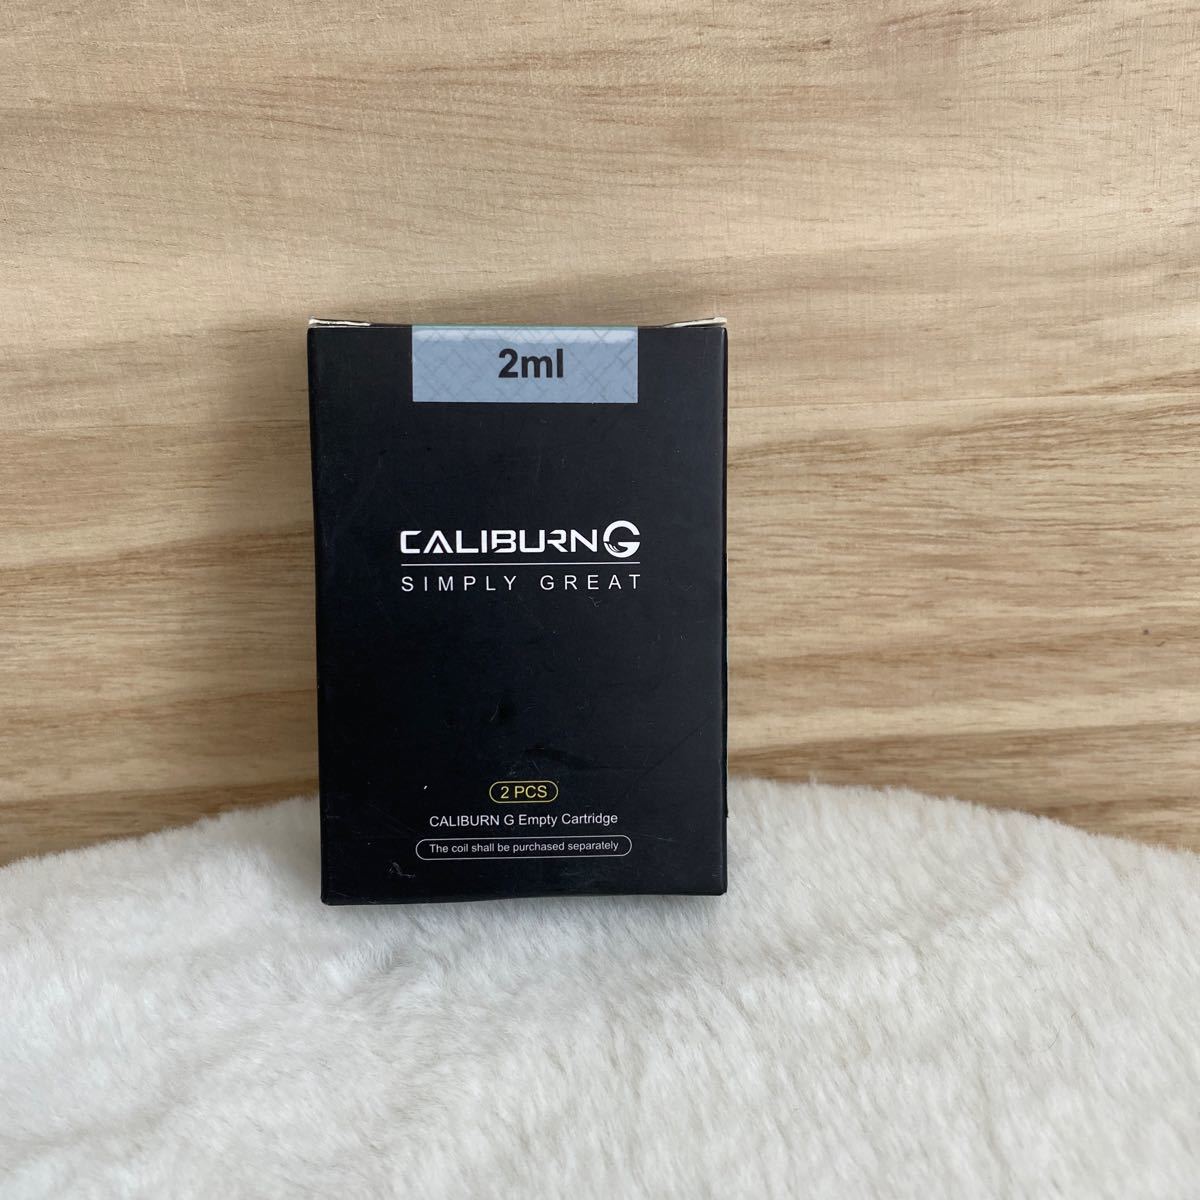 2ml
CALIBURN G
SIMPLY GREAT
2 PCS
CALIBURN G Empty Cartridge
The coil shall be purchased separately